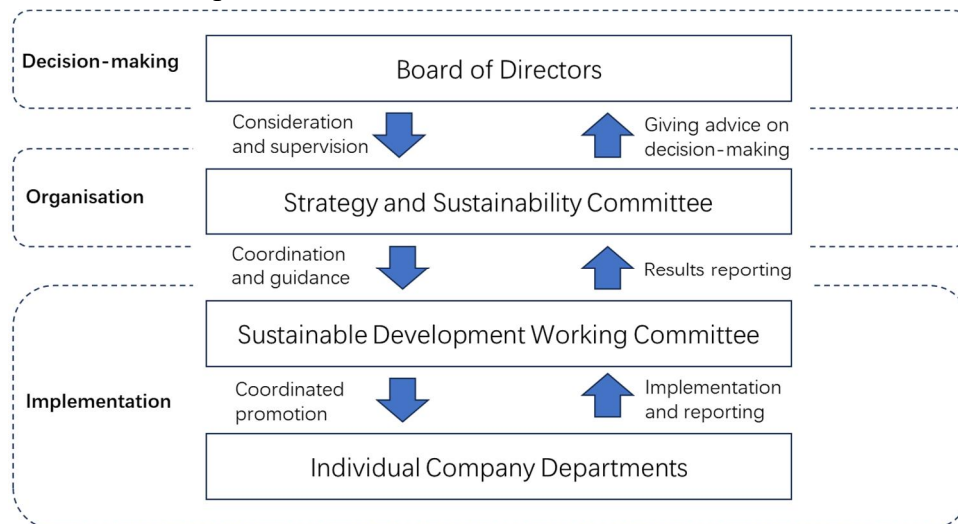 Decision-making
Board of Directors
Consideration
and supervision
Giving advice on
decision-making
Organisation
Strategy and Sustainability Committee
Coordination
and guidance
Results reporting
Sustainable Development Working Committee
Implementation
Coordinated
promotion
Implementation
and reporting
Individual Company Departments